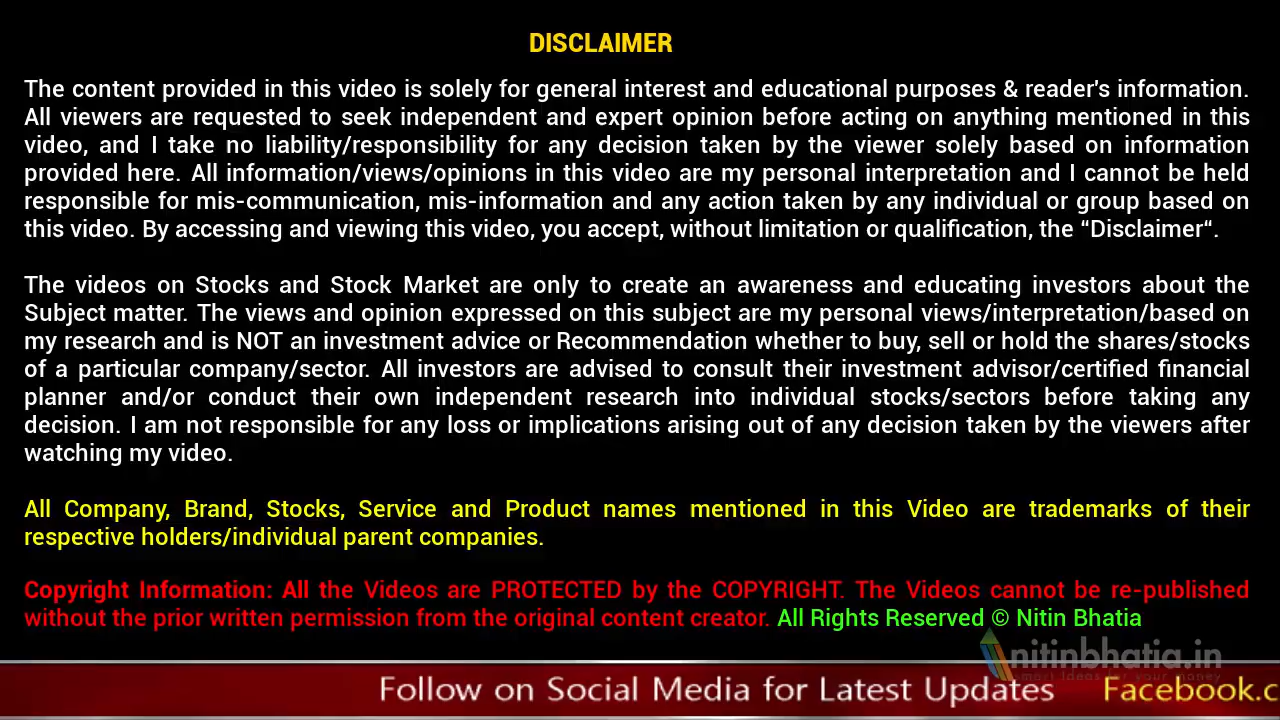 DISCLAIMER
The content provided in this video is solely for general interest and educational purposes & reader's information.
All viewers are requested to seek independent and expert opinion before acting on anything mentioned in this
video, and I take no liability/responsibility for any decision taken by the viewer solely based on information
provided here. All information/views/opinions in this video are my personal interpretation and I cannot be held
responsible for mis-communication, mis-information and any action taken by any individual or group based on
this video. By accessing and viewing this video, you accept, without limitation or qualification, the “Disclaimer“.
The videos on Stocks and Stock Market are only to create an awareness and educating investors about the
Subject matter. The views and opinion expressed on this subject are my personal views/interpretation/based on
my research and is NOT an investment advice or Recommendation whether to buy, sell or hold the shares/stocks
of a particular company/sector. All investors are advised to consult their investment advisor/certified financial
planner and/or conduct their own independent research into individual stocks/sectors before taking any
decision. I am not responsible for any loss or implications arising out of any decision taken by the viewers after
watching my video.
All Company, Brand, Stocks, Service and Product names mentioned in this Video are trademarks of their
respective holders/individual parent companies.
Copyright Information: All the Videos are PROTECTED by the COPYRIGHT. The Videos cannot be re-published
without the prior written permission from the original content creator. All Rights Reserved © Nitin Bhatia
nitinbhatia.in
Smart Ideas for your money
Follow on Social Media for Latest Updates Facebook.c